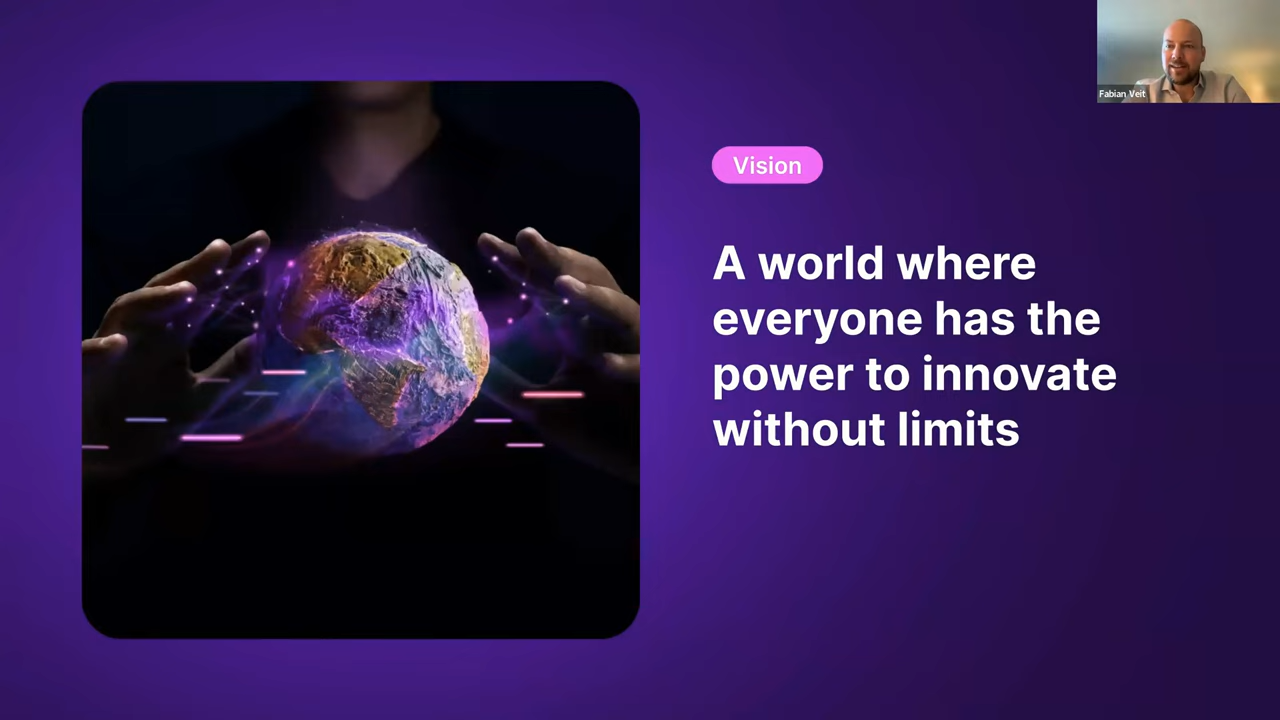 Fabian Veit
Vision
A world where
everyone has the
power to innovate
without limits